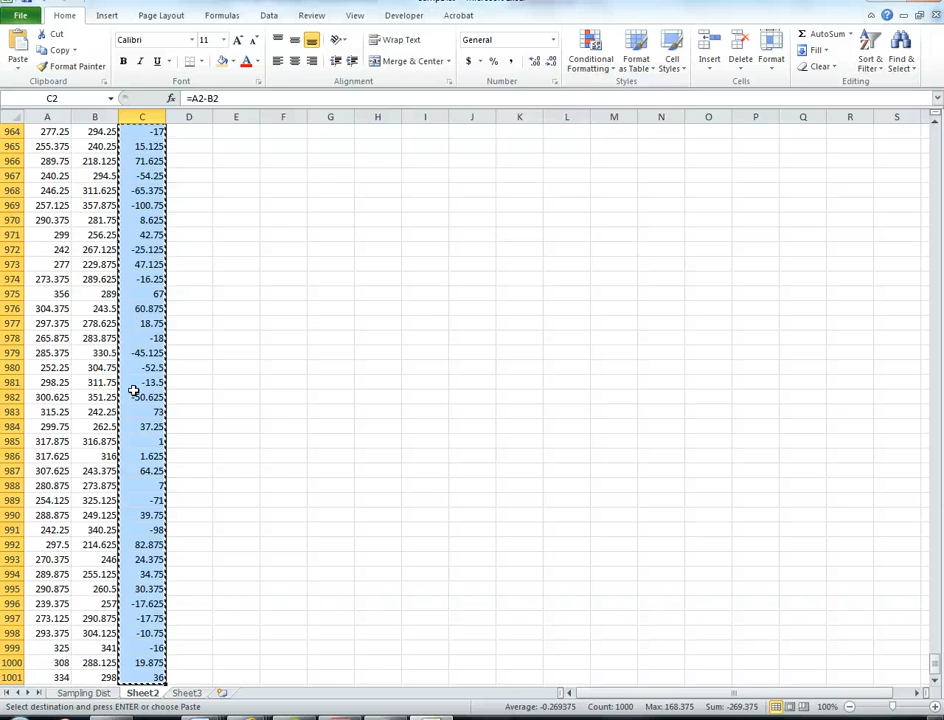 File Home Insert Page Layout Formulas Data Review View Developer Acrobat
Paste Cut Copy Format Painter Clipboard
Calibri 11 A A B I U A Font
Wrap Text Merge & Center Alignment
General $ % , .0 .00 Number
Conditional Formatting Format as Table Cell Styles Styles
Insert Delete Format Cells
Σ AutoSum Fill Clear Sort & Filter Find & Select Editing
C2 fx =A2-B2
A B C D E F G H I J K L M N O P Q R S
964 277.25 294.25 -17
965 255.375 240.25 15.125
966 289.75 218.125 71.625
967 240.25 294.5 -54.25
968 246.25 311.625 -65.375
969 257.125 357.875 -100.75
970 290.375 281.75 8.625
971 299 256.25 42.75
972 242 267.125 -25.125
973 277 229.875 47.125
974 273.375 289.625 -16.25
975 356 289 67
976 304.375 243.5 60.875
977 297.375 278.625 18.75
978 265.875 283.875 -18
979 285.375 330.5 -45.125
980 252.25 304.75 -52.5
981 298.25 311.75 -13.5
982 300.625 351.25 -50.625
983 315.25 242.25 73
984 299.75 262.5 37.25
985 317.875 316.875 1
986 317.625 316 1.625
987 307.625 243.375 64.25
988 280.875 273.875 7
989 254.125 325.125 -71
990 288.875 249.125 39.75
991 242.25 340.25 -98
992 297.5 214.625 82.875
993 270.375 246 24.375
994 289.875 255.125 34.75
995 290.875 260.5 30.375
996 239.375 257 -17.625
997 273.125 290.875 -17.75
998 293.375 304.125 -10.75
999 325 341 -16
1000 308 288.125 19.875
1001 334 298 36
Sampling Dist Sheet2 Sheet3
Select destination and press ENTER or choose Paste Average: -0.269375 Count: 1000 Max: 168.375 Sum: -269.375 100%